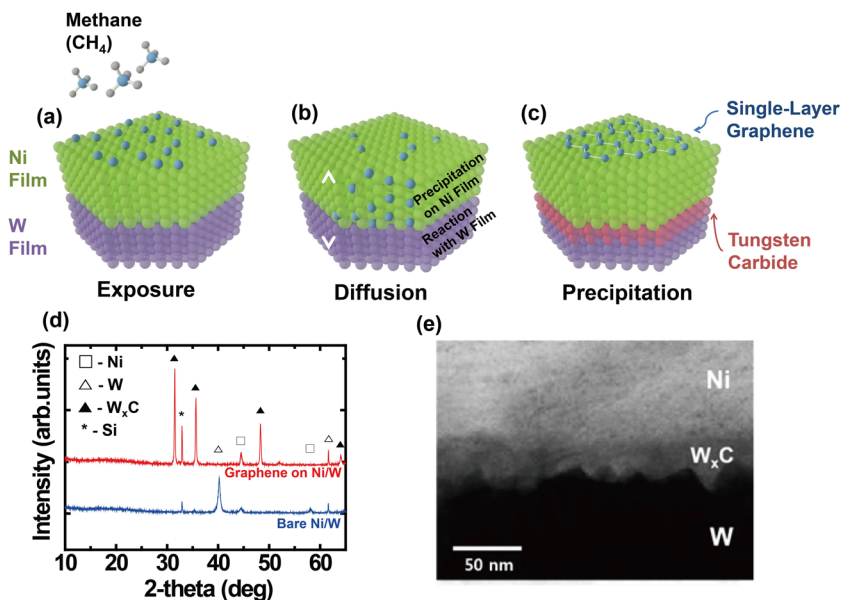 Methane
(CH4)
(a)
(b)
(c)
Single-Layer
Graphene
Ni
Film
W
Film
Precipitation
on Ni Film
Reaction
with W Film
Tungsten
Carbide
Exposure
Diffusion
Precipitation
(d)
□ - Ni
△ - W
▲ - WxC
* - Si
*
Graphene on Ni/W
Bare Ni/W
Intensity (arb.units)
10 20 30 40 50 60
2-theta (deg)
(e)
Ni
WxC
W
50 nm